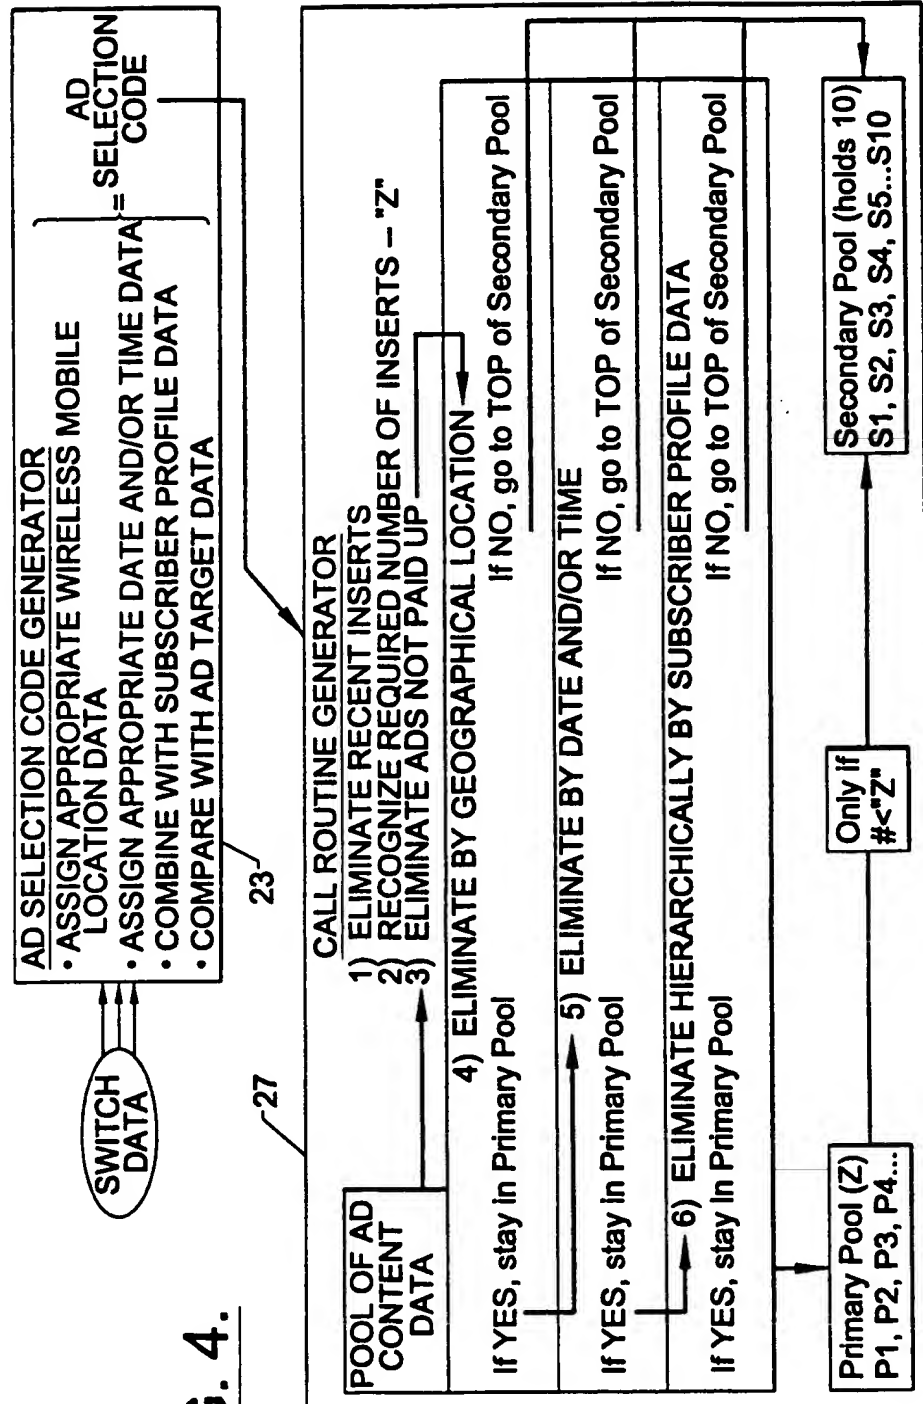 G. 4.
SWITCH
DATA
AD SELECTION CODE GENERATOR
• ASSIGN APPROPRIATE WIRELESS MOBILE
LOCATION DATA
• ASSIGN APPROPRIATE DATE AND/OR TIME DATA
• COMBINE WITH SUBSCRIBER PROFILE DATA
• COMPARE WITH AD TARGET DATA
=
AD
SELECTION
CODE
23
27
CALL ROUTINE GENERATOR
1) ELIMINATE RECENT INSERTS
2) RECOGNIZE REQUIRED NUMBER OF INSERTS – "Z"
3) ELIMINATE ADS NOT PAID UP
POOL OF AD
CONTENT
DATA
4) ELIMINATE BY GEOGRAPHICAL LOCATION
If YES, stay in Primary Pool
If NO, go to TOP of Secondary Pool
5) ELIMINATE BY DATE AND/OR TIME
If YES, stay in Primary Pool
If NO, go to TOP of Secondary Pool
6) ELIMINATE HIERARCHICALLY BY SUBSCRIBER PROFILE DATA
If YES, stay In Primary Pool
If NO, go to TOP of Secondary Pool
Primary Pool (Z)
P1, P2, P3, P4...
Only if
#<"Z"
Secondary Pool (holds 10)
S1, S2, S3, S4, S5...S10